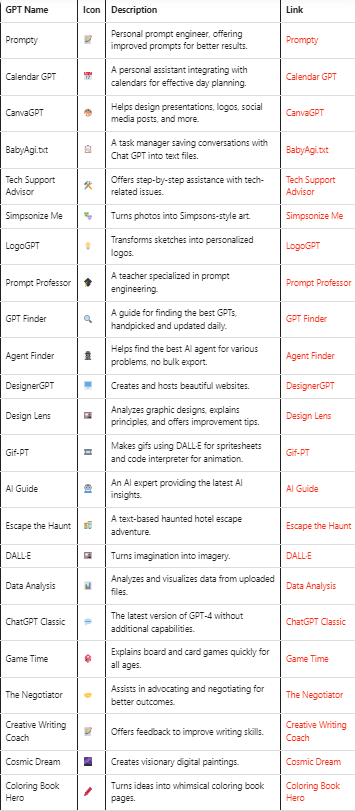 GPT Name Icon Description Link
Prompty Personal prompt engineer, offering improved prompts for better results. Prompty
Calendar GPT A personal assistant integrating with calendars for effective day planning. Calendar GPT
CanvaGPT Helps design presentations, logos, social media posts, and more. CanvaGPT
BabyAgi.txt A task manager saving conversations with Chat GPT into text files. BabyAgi.txt
Tech Support Advisor Offers step-by-step assistance with tech-related issues. Tech Support Advisor
Simpsonize Me Turns photos into Simpsons-style art. Simpsonize Me
LogoGPT Transforms sketches into personalized logos. LogoGPT
Prompt Professor A teacher specialized in prompt engineering. Prompt Professor
GPT Finder A guide for finding the best GPTs, handpicked and updated daily. GPT Finder
Agent Finder Helps find the best AI agent for various problems, no bulk export. Agent Finder
DesignerGPT Creates and hosts beautiful websites. DesignerGPT
Design Lens Analyzes graphic designs, explains principles, and offers improvement tips. Design Lens
Gif-PT Makes gifs using DALL·E for spritesheets and code interpreter for animation. Gif-PT
AI Guide An AI expert providing the latest AI insights. AI Guide
Escape the Haunt A text-based haunted hotel escape adventure. Escape the Haunt
DALL·E Turns imagination into imagery. DALL·E
Data Analysis Analyzes and visualizes data from uploaded files. Data Analysis
ChatGPT Classic The latest version of GPT-4 without additional capabilities. ChatGPT Classic
Game Time Explains board and card games quickly for all ages. Game Time
The Negotiator Assists in advocating and negotiating for better outcomes. The Negotiator
Creative Writing Coach Offers feedback to improve writing skills. Creative Writing Coach
Cosmic Dream Creates visionary digital paintings. Cosmic Dream
Coloring Book Hero Turns ideas into whimsical coloring book pages. Coloring Book Hero